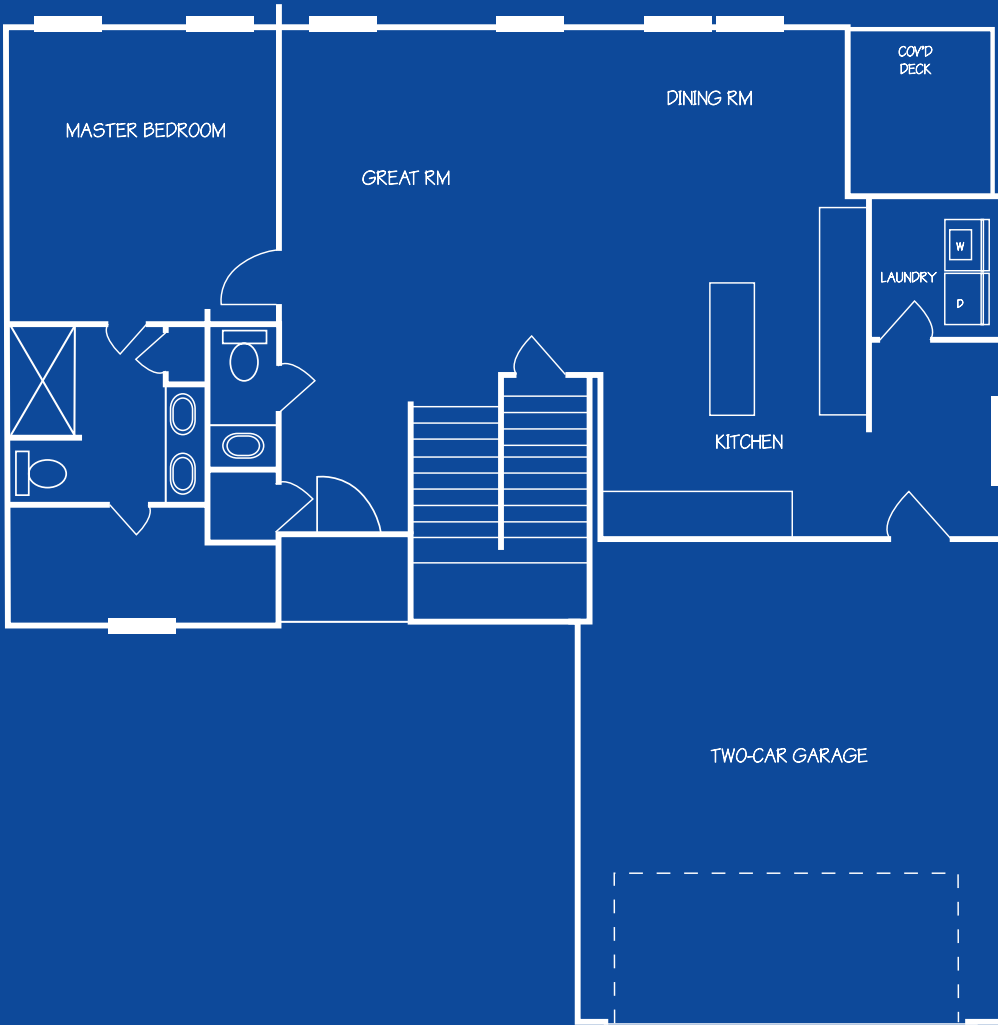 COV'D
DECK
DINING RM
MASTER BEDROOM
GREAT RM
W
LAUNDRY
D
KITCHEN
TWO-CAR GARAGE